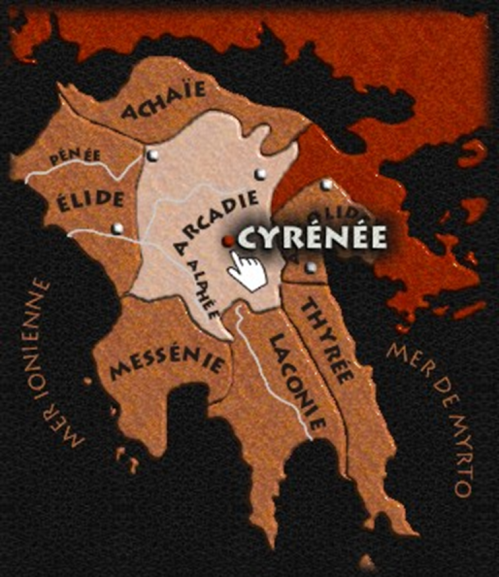 ACHAÏE
PÉNÉE
ÉLIDE
ARCADIE
CYRÉNÉE
ALPHÉE
MER IONIENNE
MESSÉNIE
LACONIE
THYRÉE
MER DE MYRTO